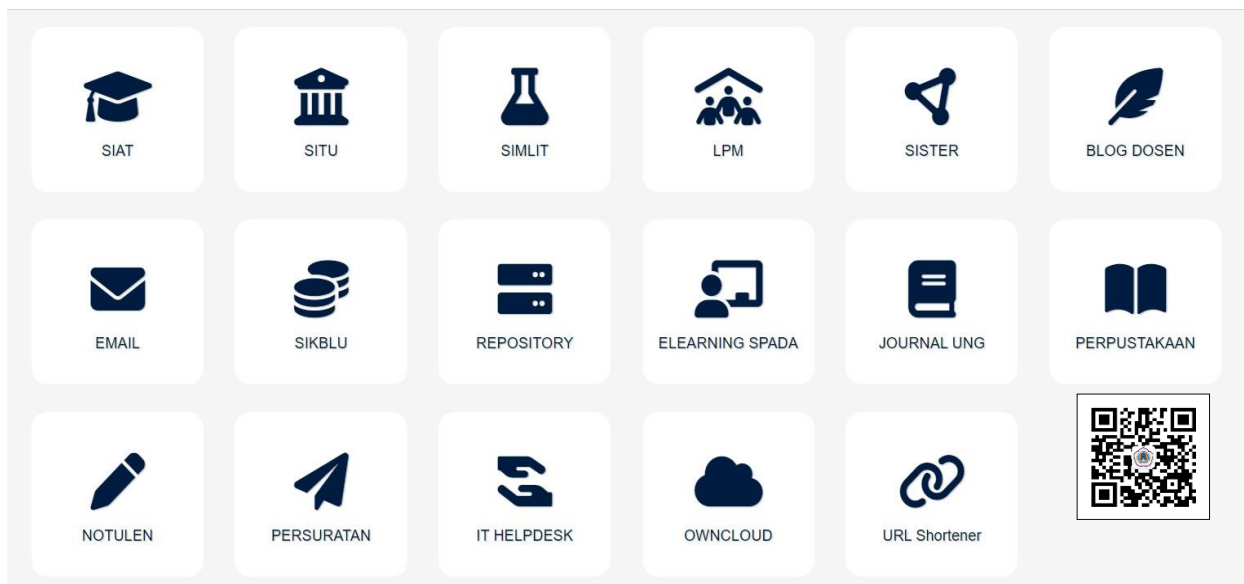 SIAT
SITU
SIMLIT
LPM
SISTER
BLOG DOSEN
EMAIL
SIKBLU
REPOSITORY
ELEARNING SPADA
JOURNAL UNG
PERPUSTAKAAN
NOTULEN
PERSURATAN
IT HELPDESK
OWNCLOUD
URL Shortener